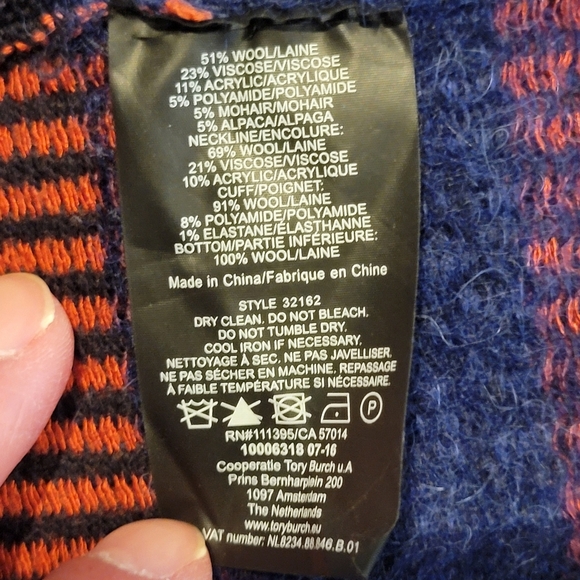 51% WOOL/LAINE
23% VISCOSE/VISCOSE
11% ACRYLIC/ACRYLIQUE
5% POLYAMIDE/POLYAMIDE
5% MOHAIR/MOHAIR
5% ALPACA/ALPAGA
NECKLINE/ENCOLURE:
69% WOOL/LAINE
21% VISCOSE/VISCOSE
10% ACRYLIC/ACRYLIQUE
CUFF/POIGNET:
91% WOOL/LAINE
8% POLYAMIDE/POLYAMIDE
1% ELASTANE/ÉLASTHANNE
BOTTOM/PARTIE INFÉRIEURE:
100% WOOL/LAINE
Made in China/Fabrique en Chine
STYLE 32162
DRY CLEAN. DO NOT BLEACH.
DO NOT TUMBLE DRY.
COOL IRON IF NECESSARY.
NETTOYAGE À SEC. NE PAS JAVELLISER.
NE PAS SÉCHER EN MACHINE. REPASSAGE
À FAIBLE TEMPÉRATURE SI NÉCESSAIRE.
P
RN#111395/CA 57014
10006318 07-16
Cooperatie Tory Burch u.A
Prins Bernharplein 200
1097 Amsterdam
The Netherlands
www.toryburch.eu
VAT number: NL8234.88.846.B.01